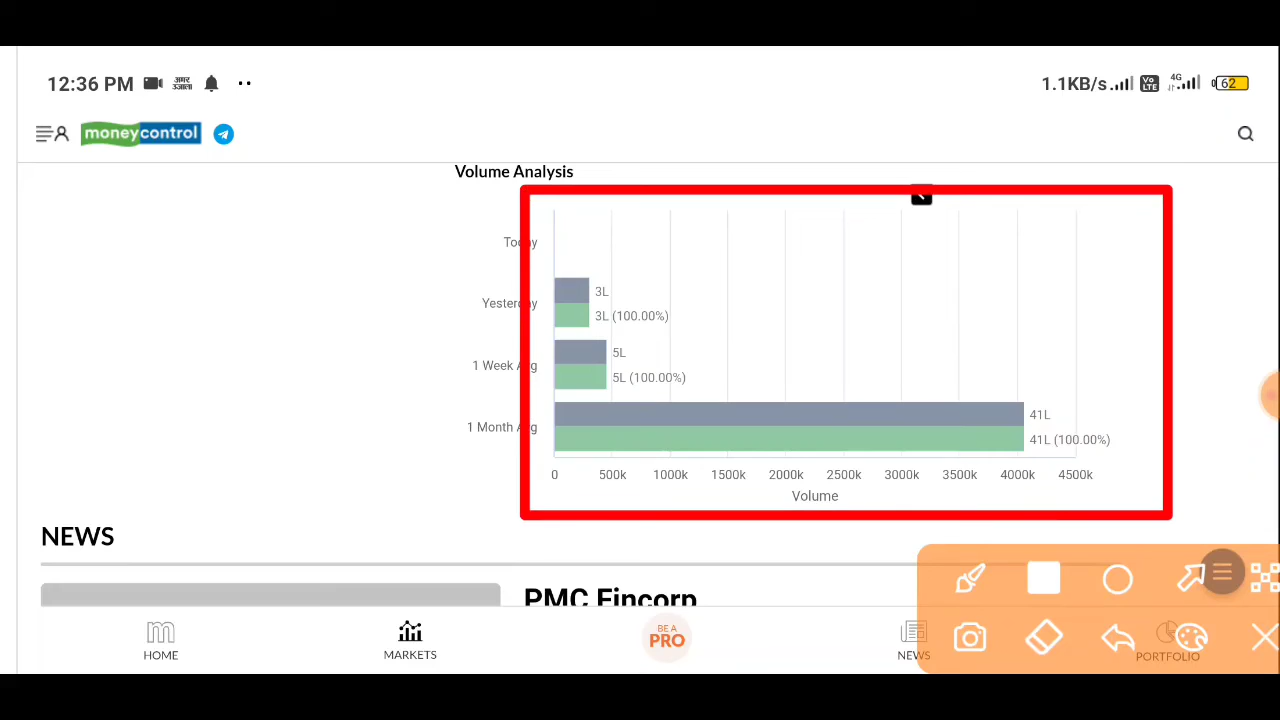 12:36 PM अमर उजाला 1.1KB/s Vo LTE 4G 62
moneycontrol
Volume Analysis
Today
Yesterday 3L
3L (100.00%)
1 Week Avg 5L
5L (100.00%)
1 Month Avg 41L
41L (100.00%)
0 500k 1000k 1500k 2000k 2500k 3000k 3500k 4000k 4500k
Volume
NEWS
PMC Fincorp
HOME MARKETS BE A PRO NEWS PORTFOLIO